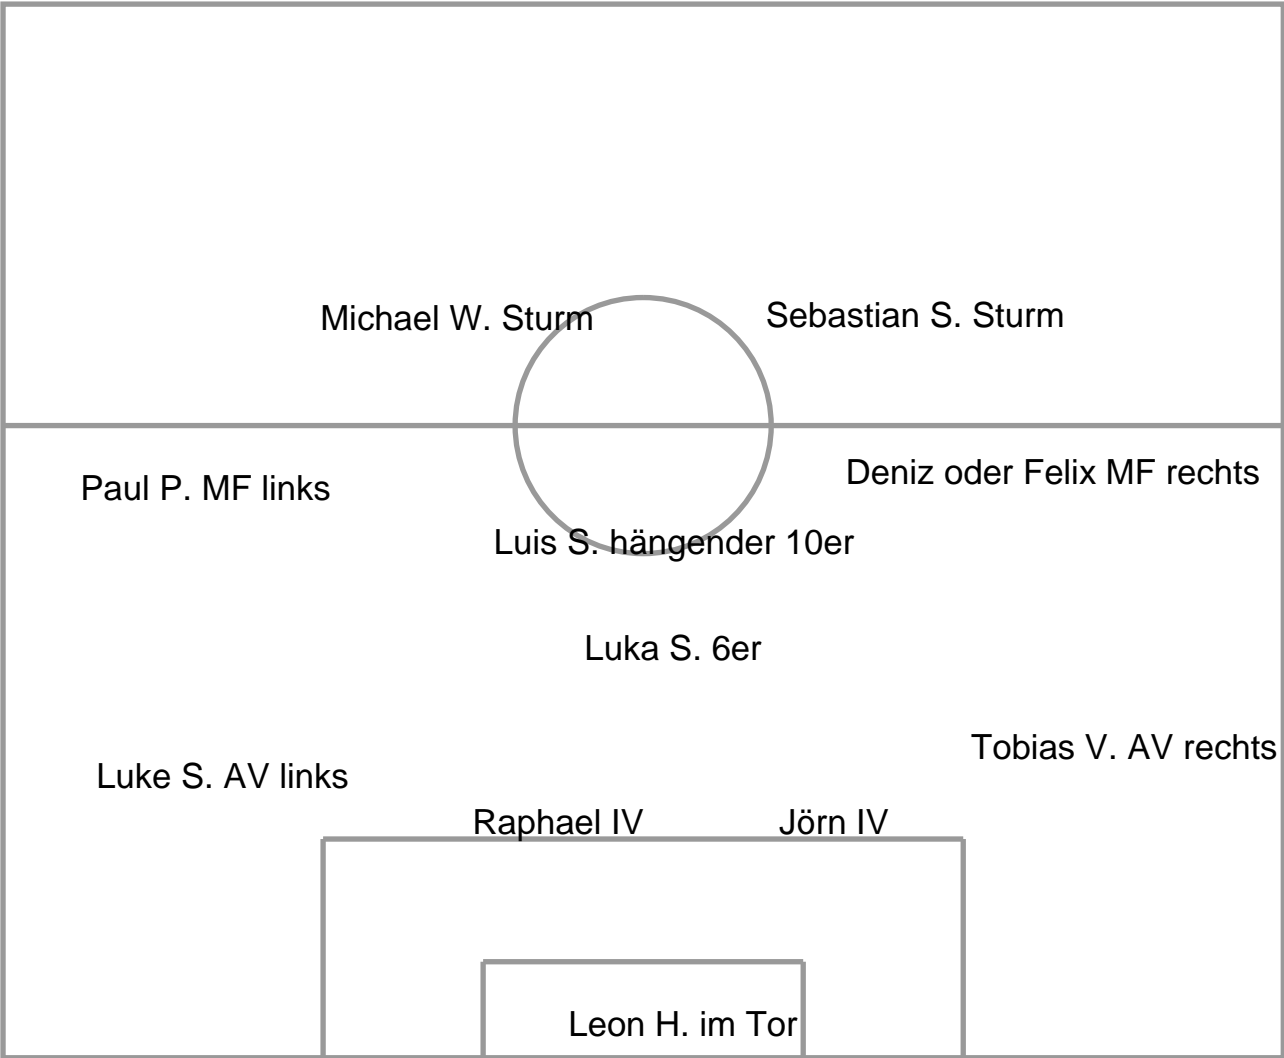 Michael W. Sturm
Sebastian S. Sturm
Paul P. MF links
Deniz oder Felix MF rechts
Luis S. hängender 10er
Luka S. 6er
Luke S. AV links
Tobias V. AV rechts
Raphael IV
Jörn IV
Leon H. im Tor